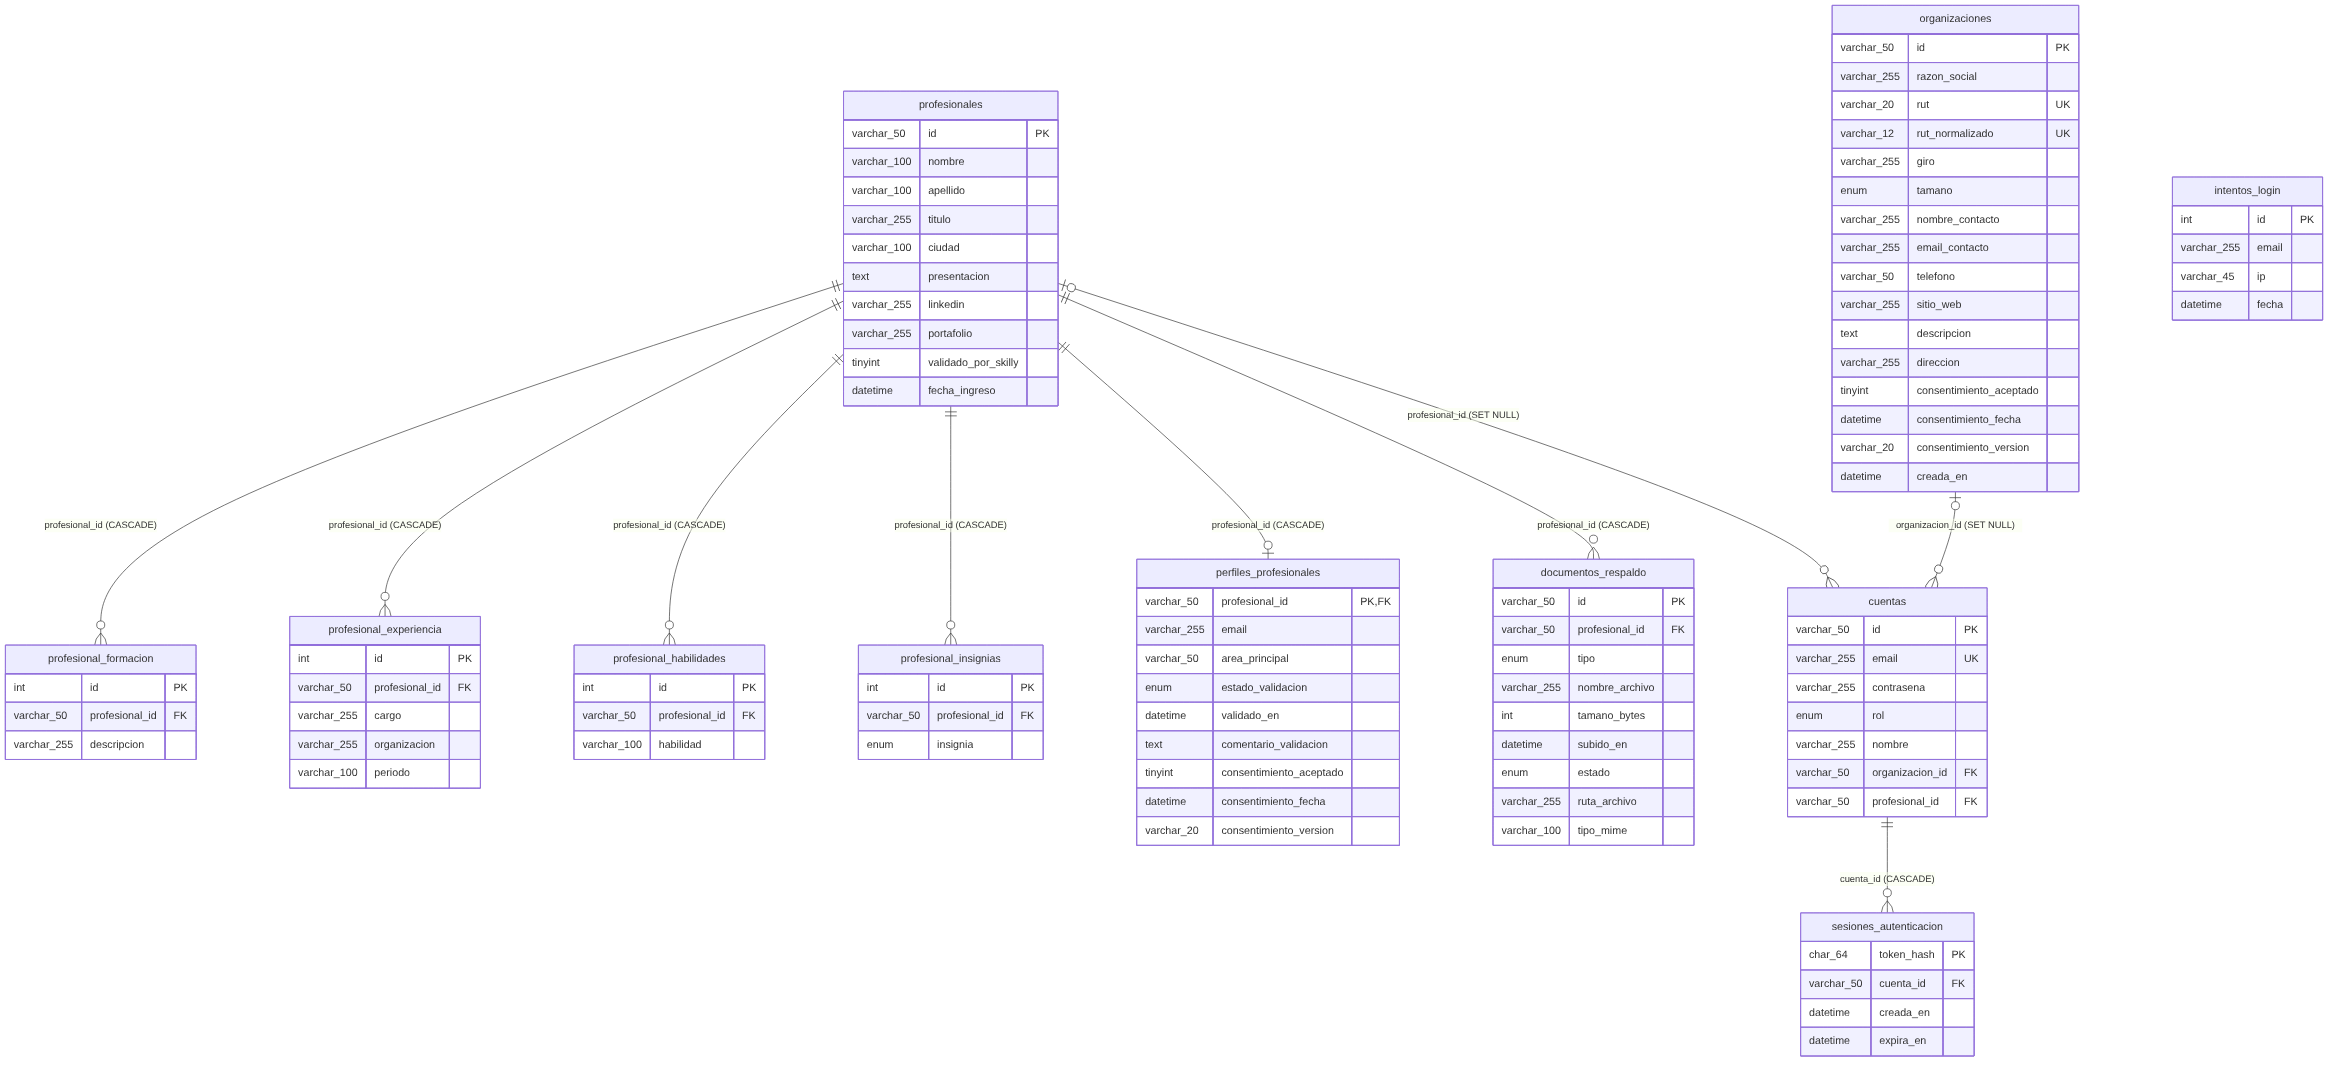 organizaciones
varchar_50 id PK
varchar_255 razon_social
varchar_20 rut UK
varchar_12 rut_normalizado UK
varchar_255 giro
enum tamano
varchar_255 nombre_contacto
varchar_255 email_contacto
varchar_50 telefono
varchar_255 sitio_web
text descripcion
varchar_255 direccion
tinyint consentimiento_aceptado
datetime consentimiento_fecha
varchar_20 consentimiento_version
datetime creada_en
profesionales
varchar_50 id PK
varchar_100 nombre
varchar_100 apellido
varchar_255 titulo
varchar_100 ciudad
text presentacion
varchar_255 linkedin
varchar_255 portafolio
tinyint validado_por_skilly
datetime fecha_ingreso
intentos_login
int id PK
varchar_255 email
varchar_45 ip
datetime fecha
profesional_id (SET NULL)
profesional_id (CASCADE)
profesional_id (CASCADE)
profesional_id (CASCADE)
profesional_id (CASCADE)
profesional_id (CASCADE)
profesional_id (CASCADE)
organizacion_id (SET NULL)
profesional_formacion
int id PK
varchar_50 profesional_id FK
varchar_255 descripcion
profesional_experiencia
int id PK
varchar_50 profesional_id FK
varchar_255 cargo
varchar_255 organizacion
varchar_100 periodo
profesional_habilidades
int id PK
varchar_50 profesional_id FK
varchar_100 habilidad
profesional_insignias
int id PK
varchar_50 profesional_id FK
enum insignia
perfiles_profesionales
varchar_50 profesional_id PK,FK
varchar_255 email
varchar_50 area_principal
enum estado_validacion
datetime validado_en
text comentario_validacion
tinyint consentimiento_aceptado
datetime consentimiento_fecha
varchar_20 consentimiento_version
documentos_respaldo
varchar_50 id PK
varchar_50 profesional_id FK
enum tipo
varchar_255 nombre_archivo
int tamano_bytes
datetime subido_en
enum estado
varchar_255 ruta_archivo
varchar_100 tipo_mime
cuentas
varchar_50 id PK
varchar_255 email UK
varchar_255 contrasena
enum rol
varchar_255 nombre
varchar_50 organizacion_id FK
varchar_50 profesional_id FK
cuenta_id (CASCADE)
sesiones_autenticacion
char_64 token_hash PK
varchar_50 cuenta_id FK
datetime creada_en
datetime expira_en